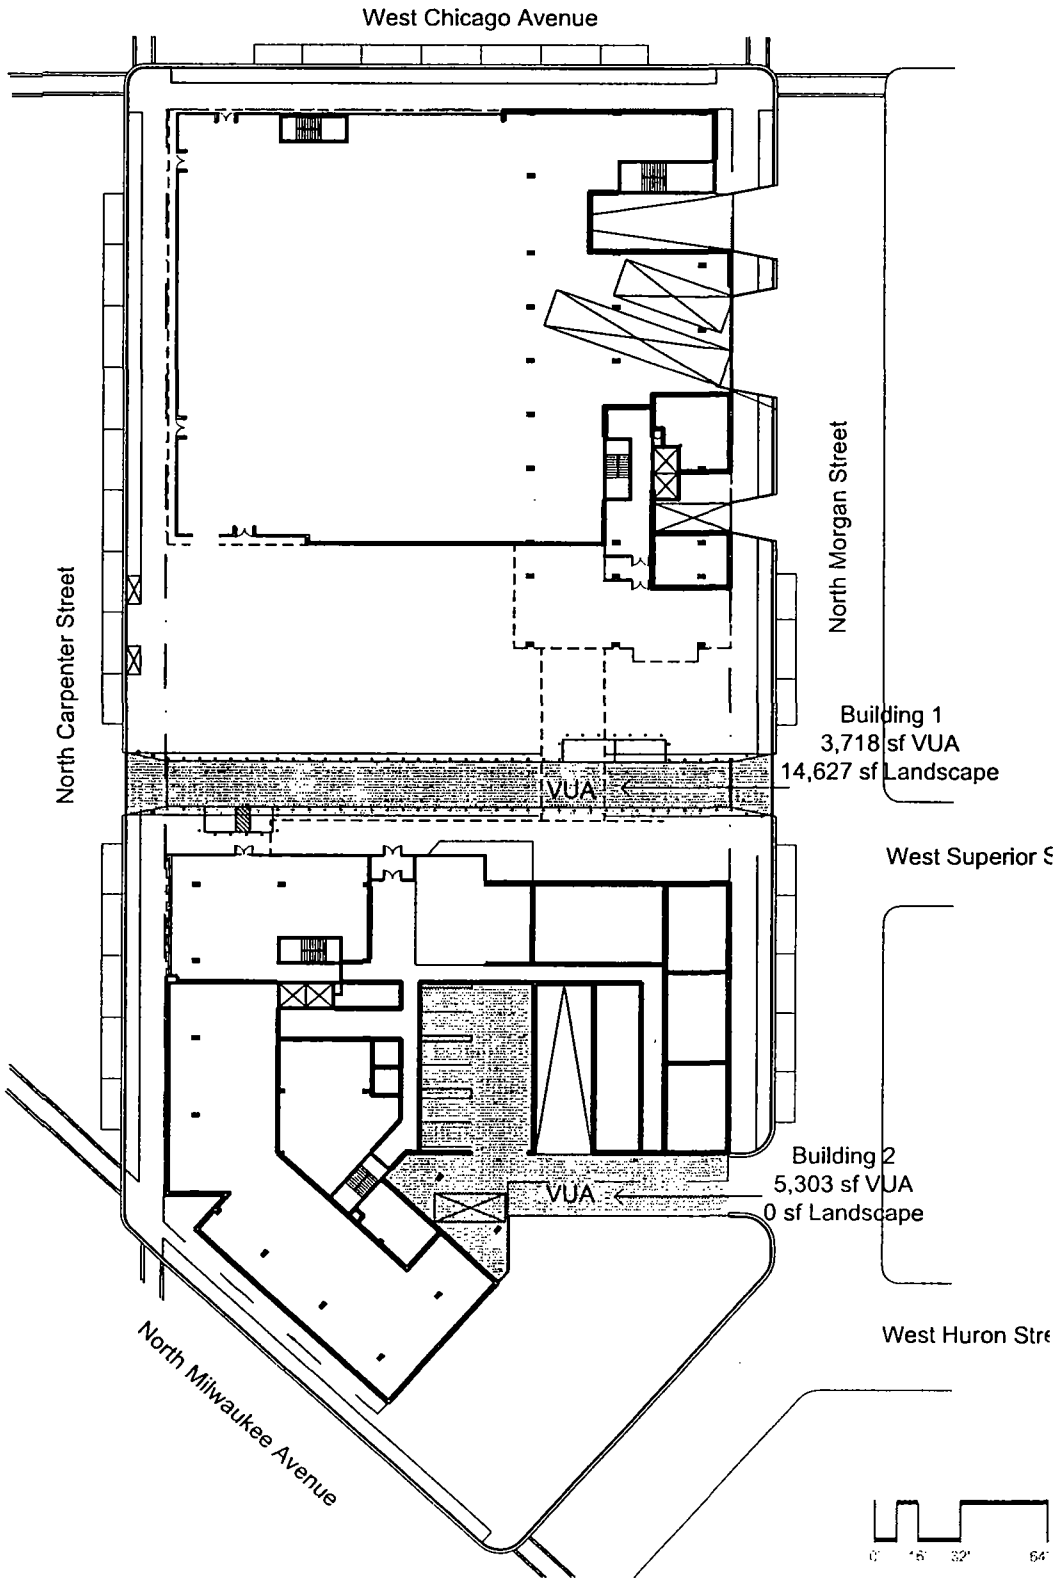 West Chicago Avenue
North Carpenter Street
North Morgan Street
Building 1
3,718 sf VUA
14,627 sf Landscape
VUA
West Superior S
Building 2
5,303 sf VUA
0 sf Landscape
VUA
West Huron Stre
North Milwaukee Avenue
0' 16' 32' 64'